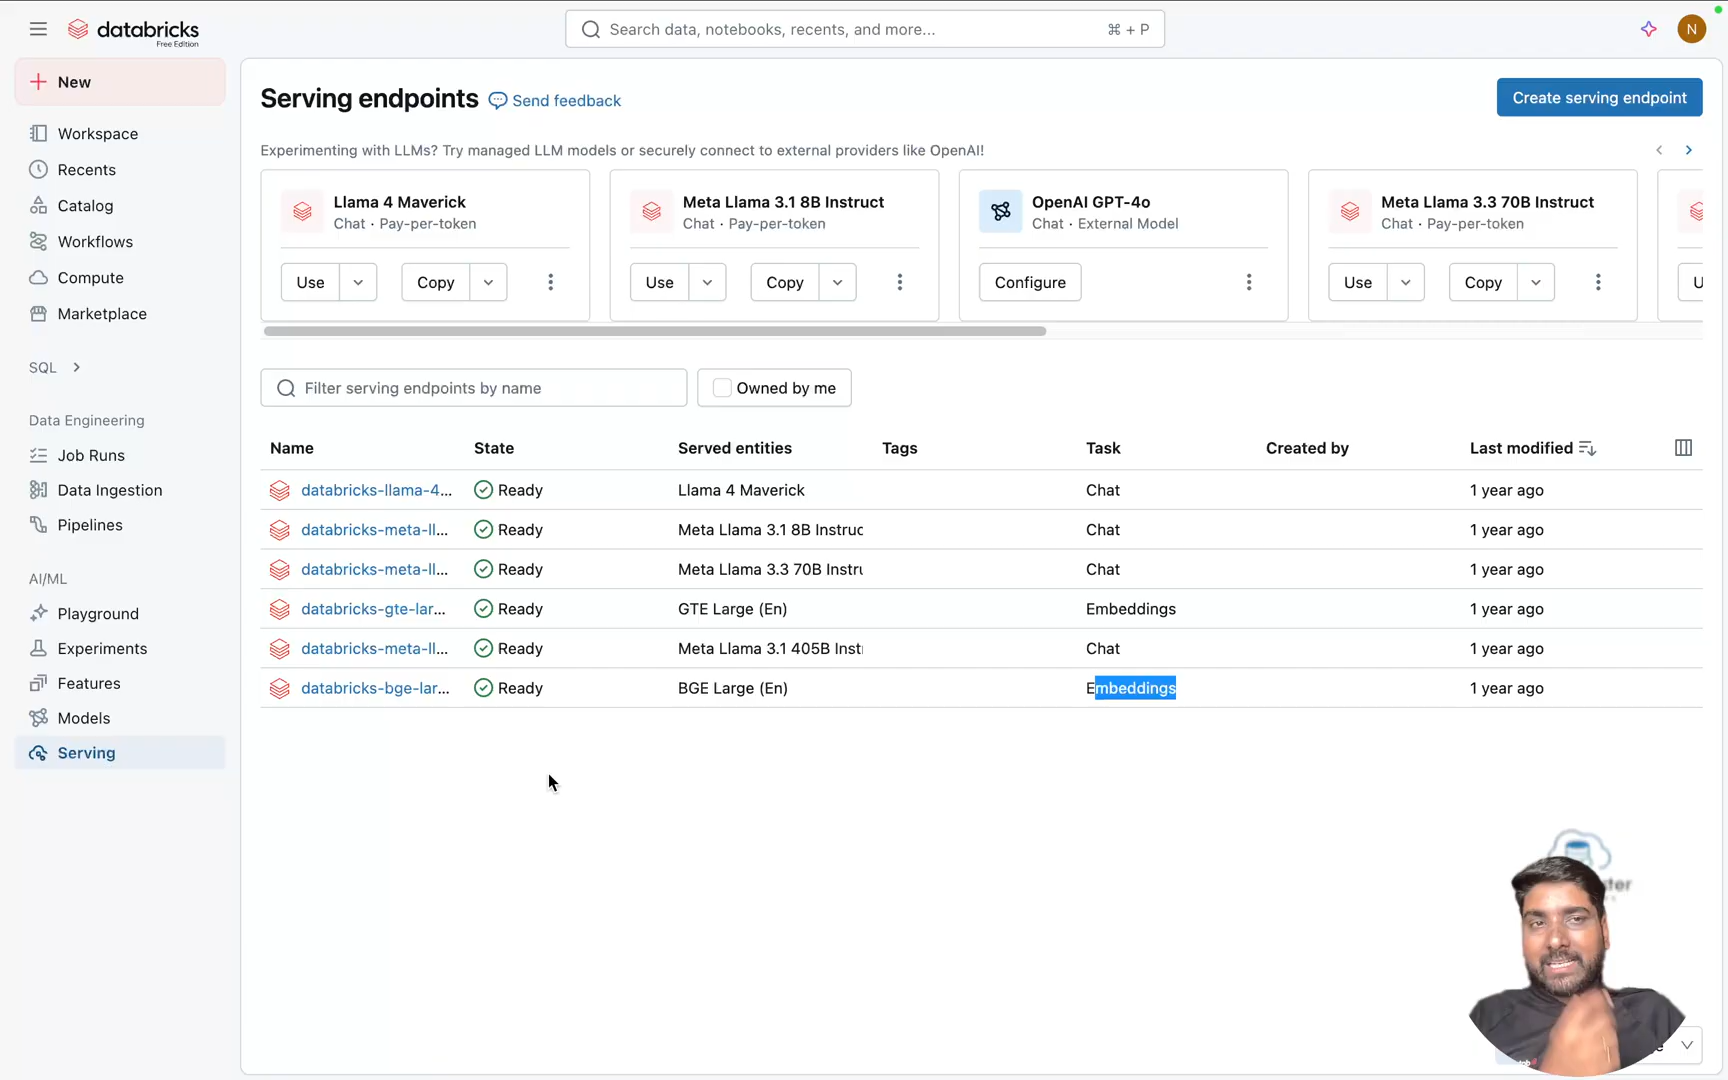 databricks
Free Edition
Search data, notebooks, recents, and more...
⌘ + P
N
New
Workspace
Recents
Catalog
Workflows
Compute
Marketplace
SQL
Data Engineering
Job Runs
Data Ingestion
Pipelines
AI/ML
Playground
Experiments
Features
Models
Serving
Serving endpoints
Send feedback
Create serving endpoint
Experimenting with LLMs? Try managed LLM models or securely connect to external providers like OpenAI!
Llama 4 Maverick
Chat · Pay-per-token
Use
Copy
Meta Llama 3.1 8B Instruct
Chat · Pay-per-token
Use
Copy
OpenAI GPT-4o
Chat · External Model
Configure
Meta Llama 3.3 70B Instruct
Chat · Pay-per-token
Use
Copy
Filter serving endpoints by name
Owned by me
Name State Served entities Tags Task Created by Last modified
databricks-llama-4... Ready Llama 4 Maverick Chat 1 year ago
databricks-meta-ll... Ready Meta Llama 3.1 8B Instruc Chat 1 year ago
databricks-meta-ll... Ready Meta Llama 3.3 70B Instru Chat 1 year ago
databricks-gte-lar... Ready GTE Large (En) Embeddings 1 year ago
databricks-meta-ll... Ready Meta Llama 3.1 405B Inst Chat 1 year ago
databricks-bge-lar... Ready BGE Large (En) Embeddings 1 year ago